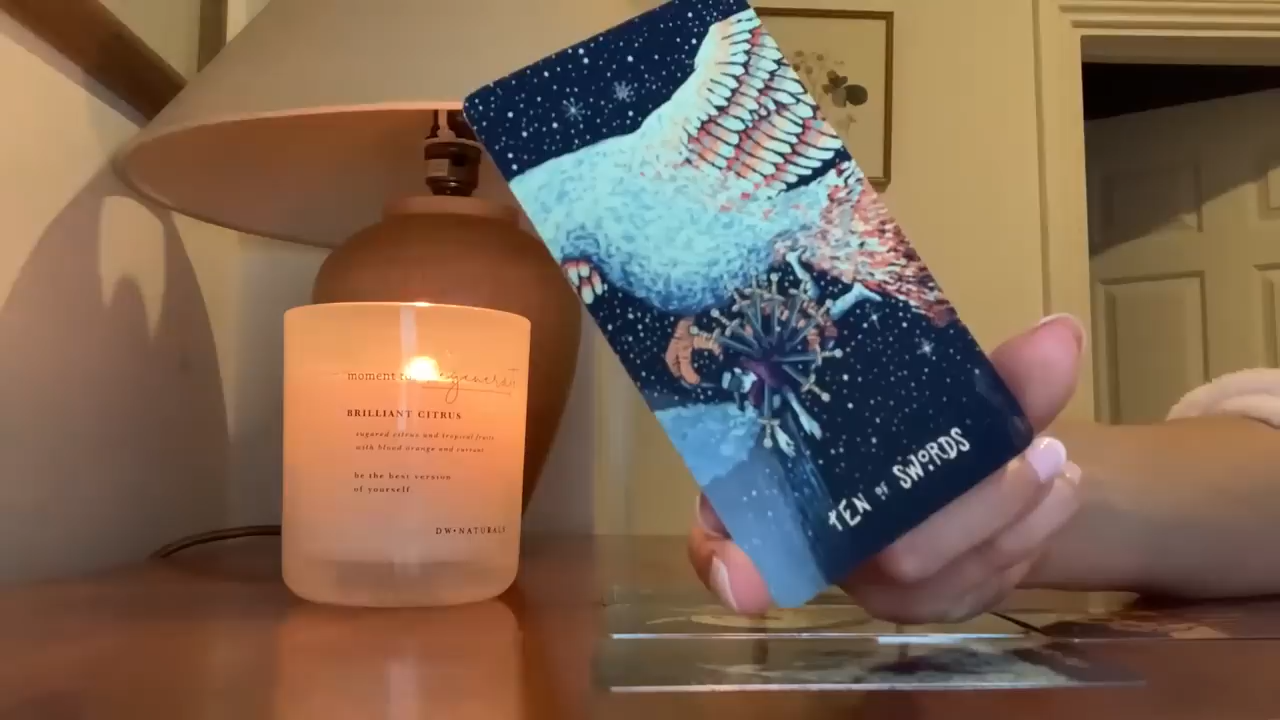 moment to regenerate
BRILLIANT CITRUS
sugared citrus and tropical fruits
with blood orange and currant
be the best version
of yourself
DW•NATURALS
TEN OF SWORDS